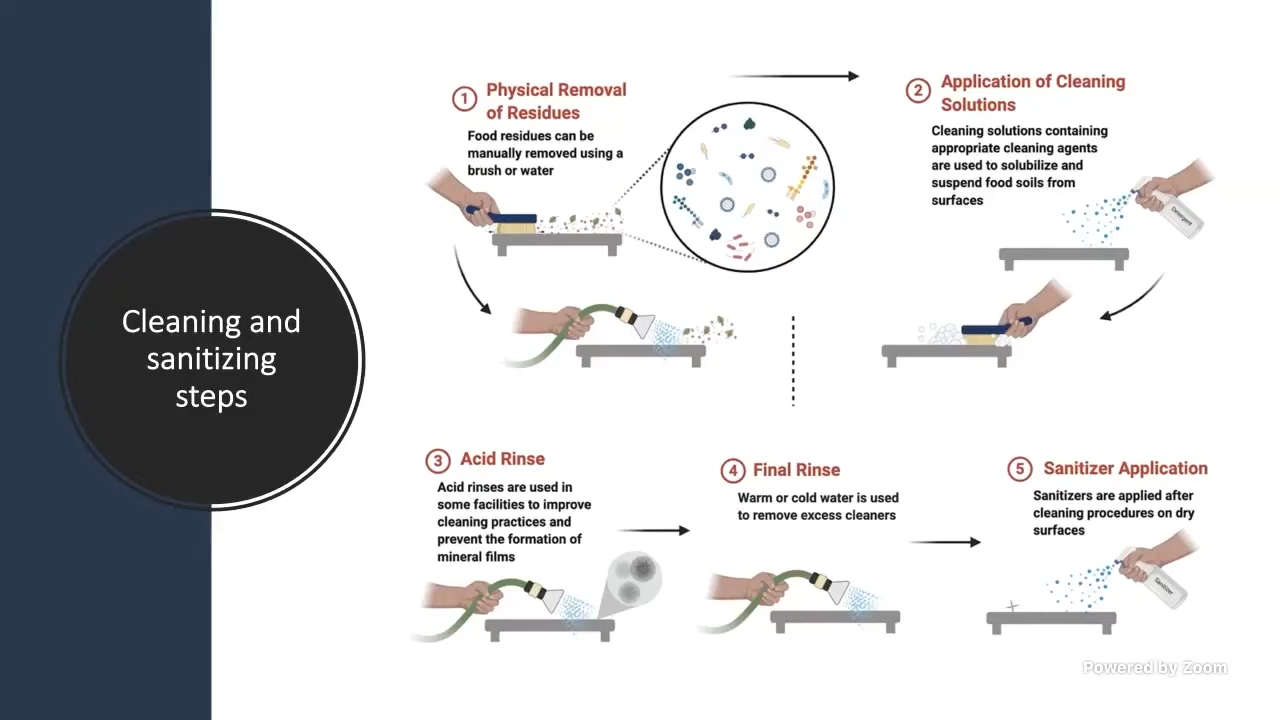 Cleaning and
sanitizing
steps
1 Physical Removal
of Residues
Food residues can be
manually removed using a
brush or water
2 Application of Cleaning
Solutions
Cleaning solutions containing
appropriate cleaning agents
are used to solubilize and
suspend food soils from
surfaces
Detergent
3 Acid Rinse
Acid rinses are used in
some facilities to improve
cleaning practices and
prevent the formation of
mineral films
4 Final Rinse
Warm or cold water is used
to remove excess cleaners
5 Sanitizer Application
Sanitizers are applied after
cleaning procedures on dry
surfaces
Sanitizer
Powered by Zoom